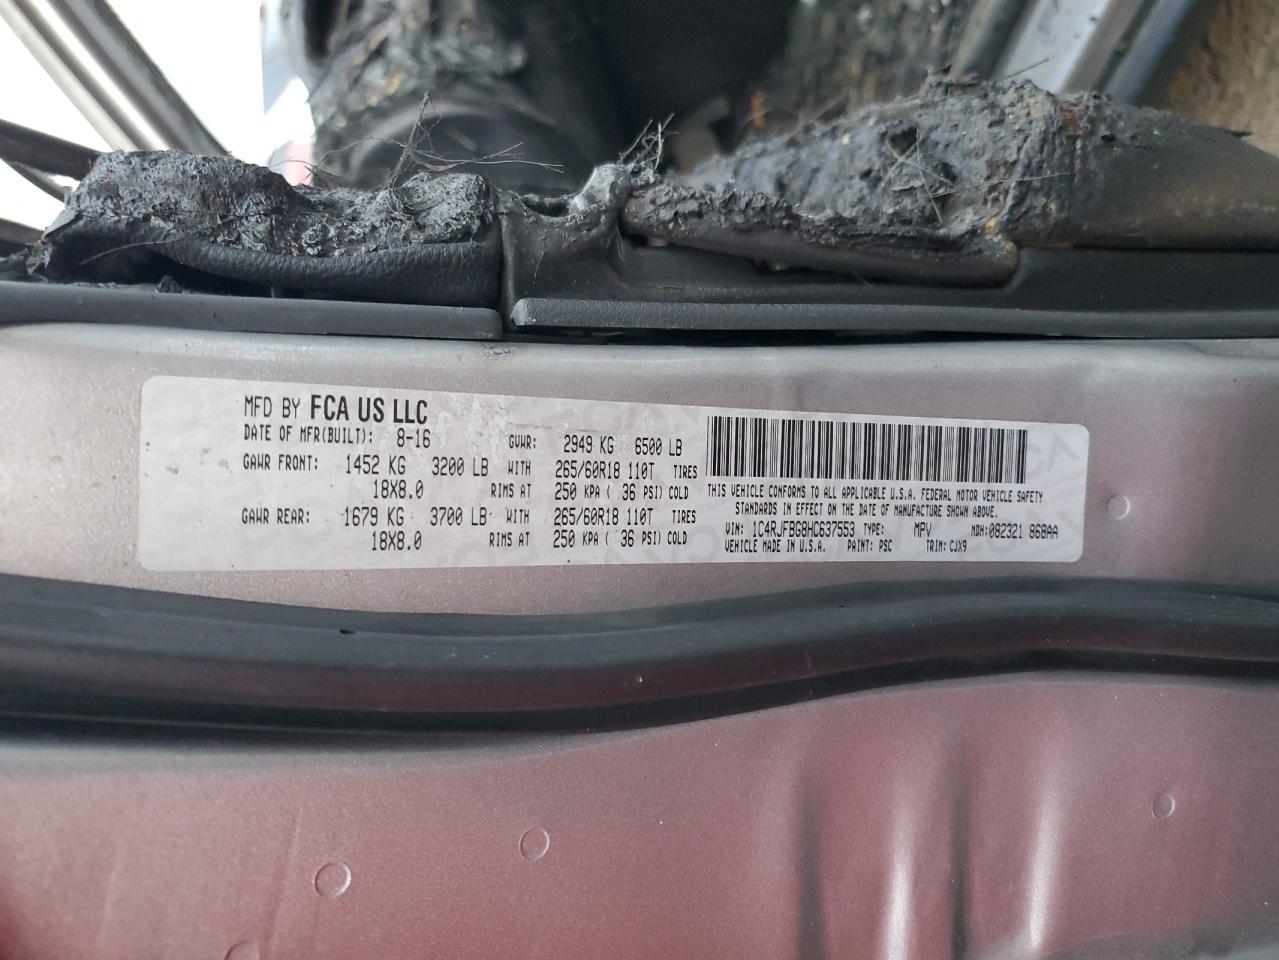 MFD BY FCA US LLC
DATE OF MFR(BUILT): 8-16 GVWR: 2949 KG 6500 LB
GAWR FRONT: 1452 KG 3200 LB WITH 265/60R18 110T TIRES
18X8.0 RIMS AT 250 KPA ( 36 PSI) COLD
GAWR REAR: 1679 KG 3700 LB WITH 265/60R18 110T TIRES
18X8.0 RIMS AT 250 KPA ( 36 PSI) COLD
THIS VEHICLE CONFORMS TO ALL APPLICABLE U.S.A. FEDERAL MOTOR VEHICLE SAFETY
STANDARDS IN EFFECT ON THE DATE OF MANUFACTURE SHOWN ABOVE.
VIN: 1C4RJFBG8HC637553 TYPE: MPV MDH: 082321 868AA
VEHICLE MADE IN U.S.A. PAINT: PSC TRIM: CJX9